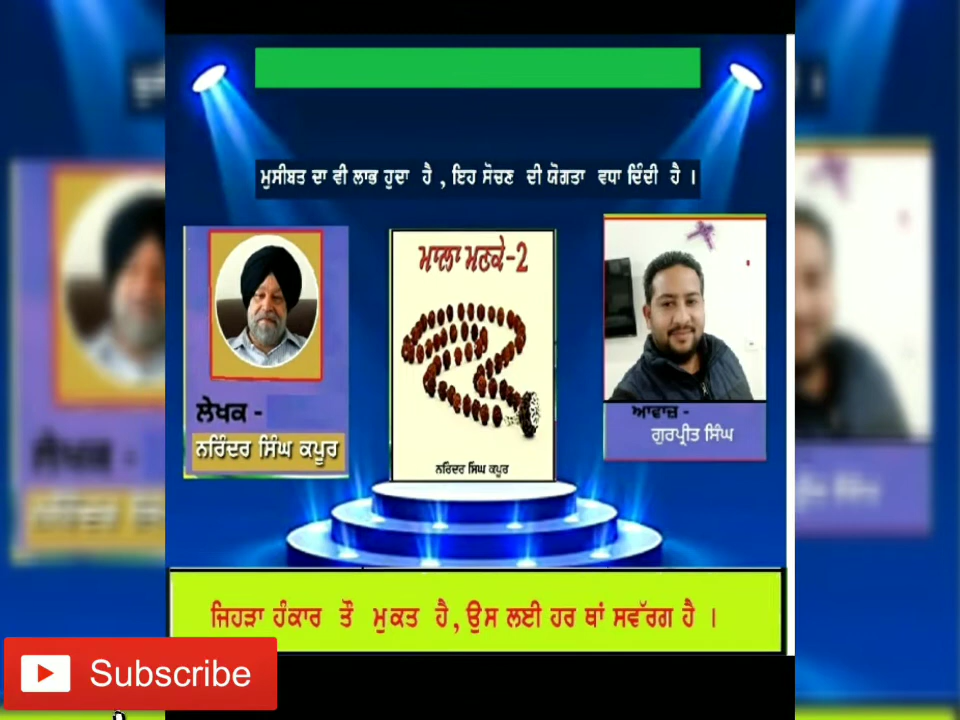 ਮੁਸੀਬਤ ਦਾ ਵੀ ਲਾਭ ਹੁਦਾ ਹੈ , ਇਹ ਸੋਚਣ ਦੀ ਯੋਗਤਾ ਵਧਾ ਦਿੰਦੀ ਹੈ ।
ਲੇਖਕ -
ਨਰਿੰਦਰ ਸਿੰਘ ਕਪੂਰ
ਮਾਲਾ ਮਣਕੇ-2
ਨਰਿੰਦਰ ਸਿੰਘ ਕਪੂਰ
ਆਵਾਜ਼ -
ਗੁਰਪ੍ਰੀਤ ਸਿੰਘ
ਜਿਹੜਾ ਹੰਕਾਰ ਤੌ ਮੁਕਤ ਹੈ, ਉਸ ਲਈ ਹਰ ਥਾਂ ਸਵੱਰਗ ਹੈ ।
Subscribe